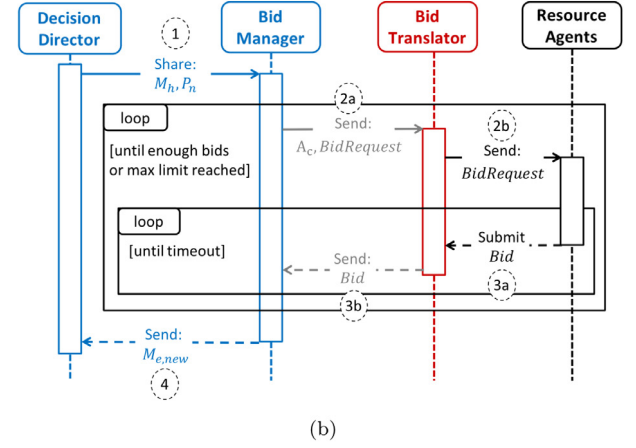 Decision
Director
Bid
Manager
Bid
Translator
Resource
Agents
1
Share:
M_h, P_n
2a
2b
loop
[until enough bids
or max limit reached]
Send:
A_c, BidRequest
Send:
BidRequest
loop
[until timeout]
Submit
Bid
Send:
Bid
3a
3b
Send:
M_e,new
4
(b)